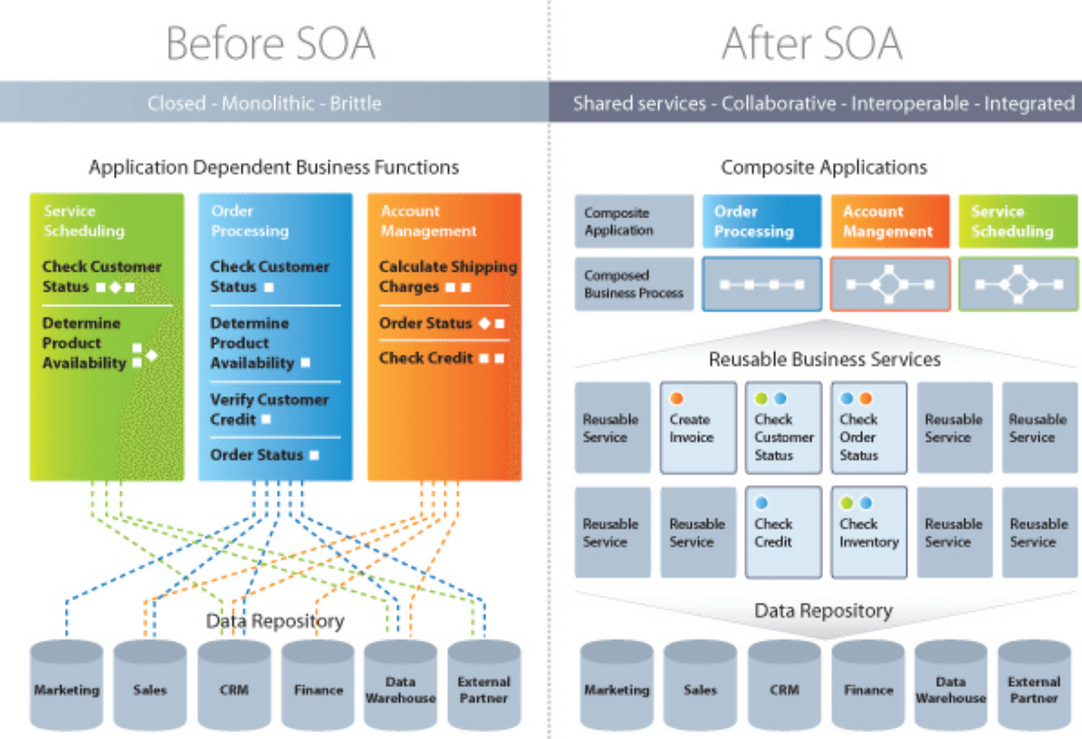 Before SOA
Closed - Monolithic - Brittle
Application Dependent Business Functions
Service
Scheduling
Check Customer
Status
Determine
Product
Availability
Order
Processing
Check Customer
Status
Determine
Product
Availability
Verify Customer
Credit
Order Status
Account
Management
Calculate Shipping
Charges
Order Status
Check Credit
Data Repository
Marketing
Sales
CRM
Finance
Data
Warehouse
External
Partner
After SOA
Shared services - Collaborative - Interoperable - Integrated
Composite Applications
Composite
Application
Order
Processing
Account
Mangement
Service
Scheduling
Composed
Business Process
Reusable Business Services
Reusable
Service
Create
Invoice
Check
Customer
Status
Check
Order
Status
Reusable
Service
Reusable
Service
Reusable
Service
Reusable
Service
Check
Credit
Check
Inventory
Reusable
Service
Reusable
Service
Data Repository
Marketing
Sales
CRM
Finance
Data
Warehouse
External
Partner